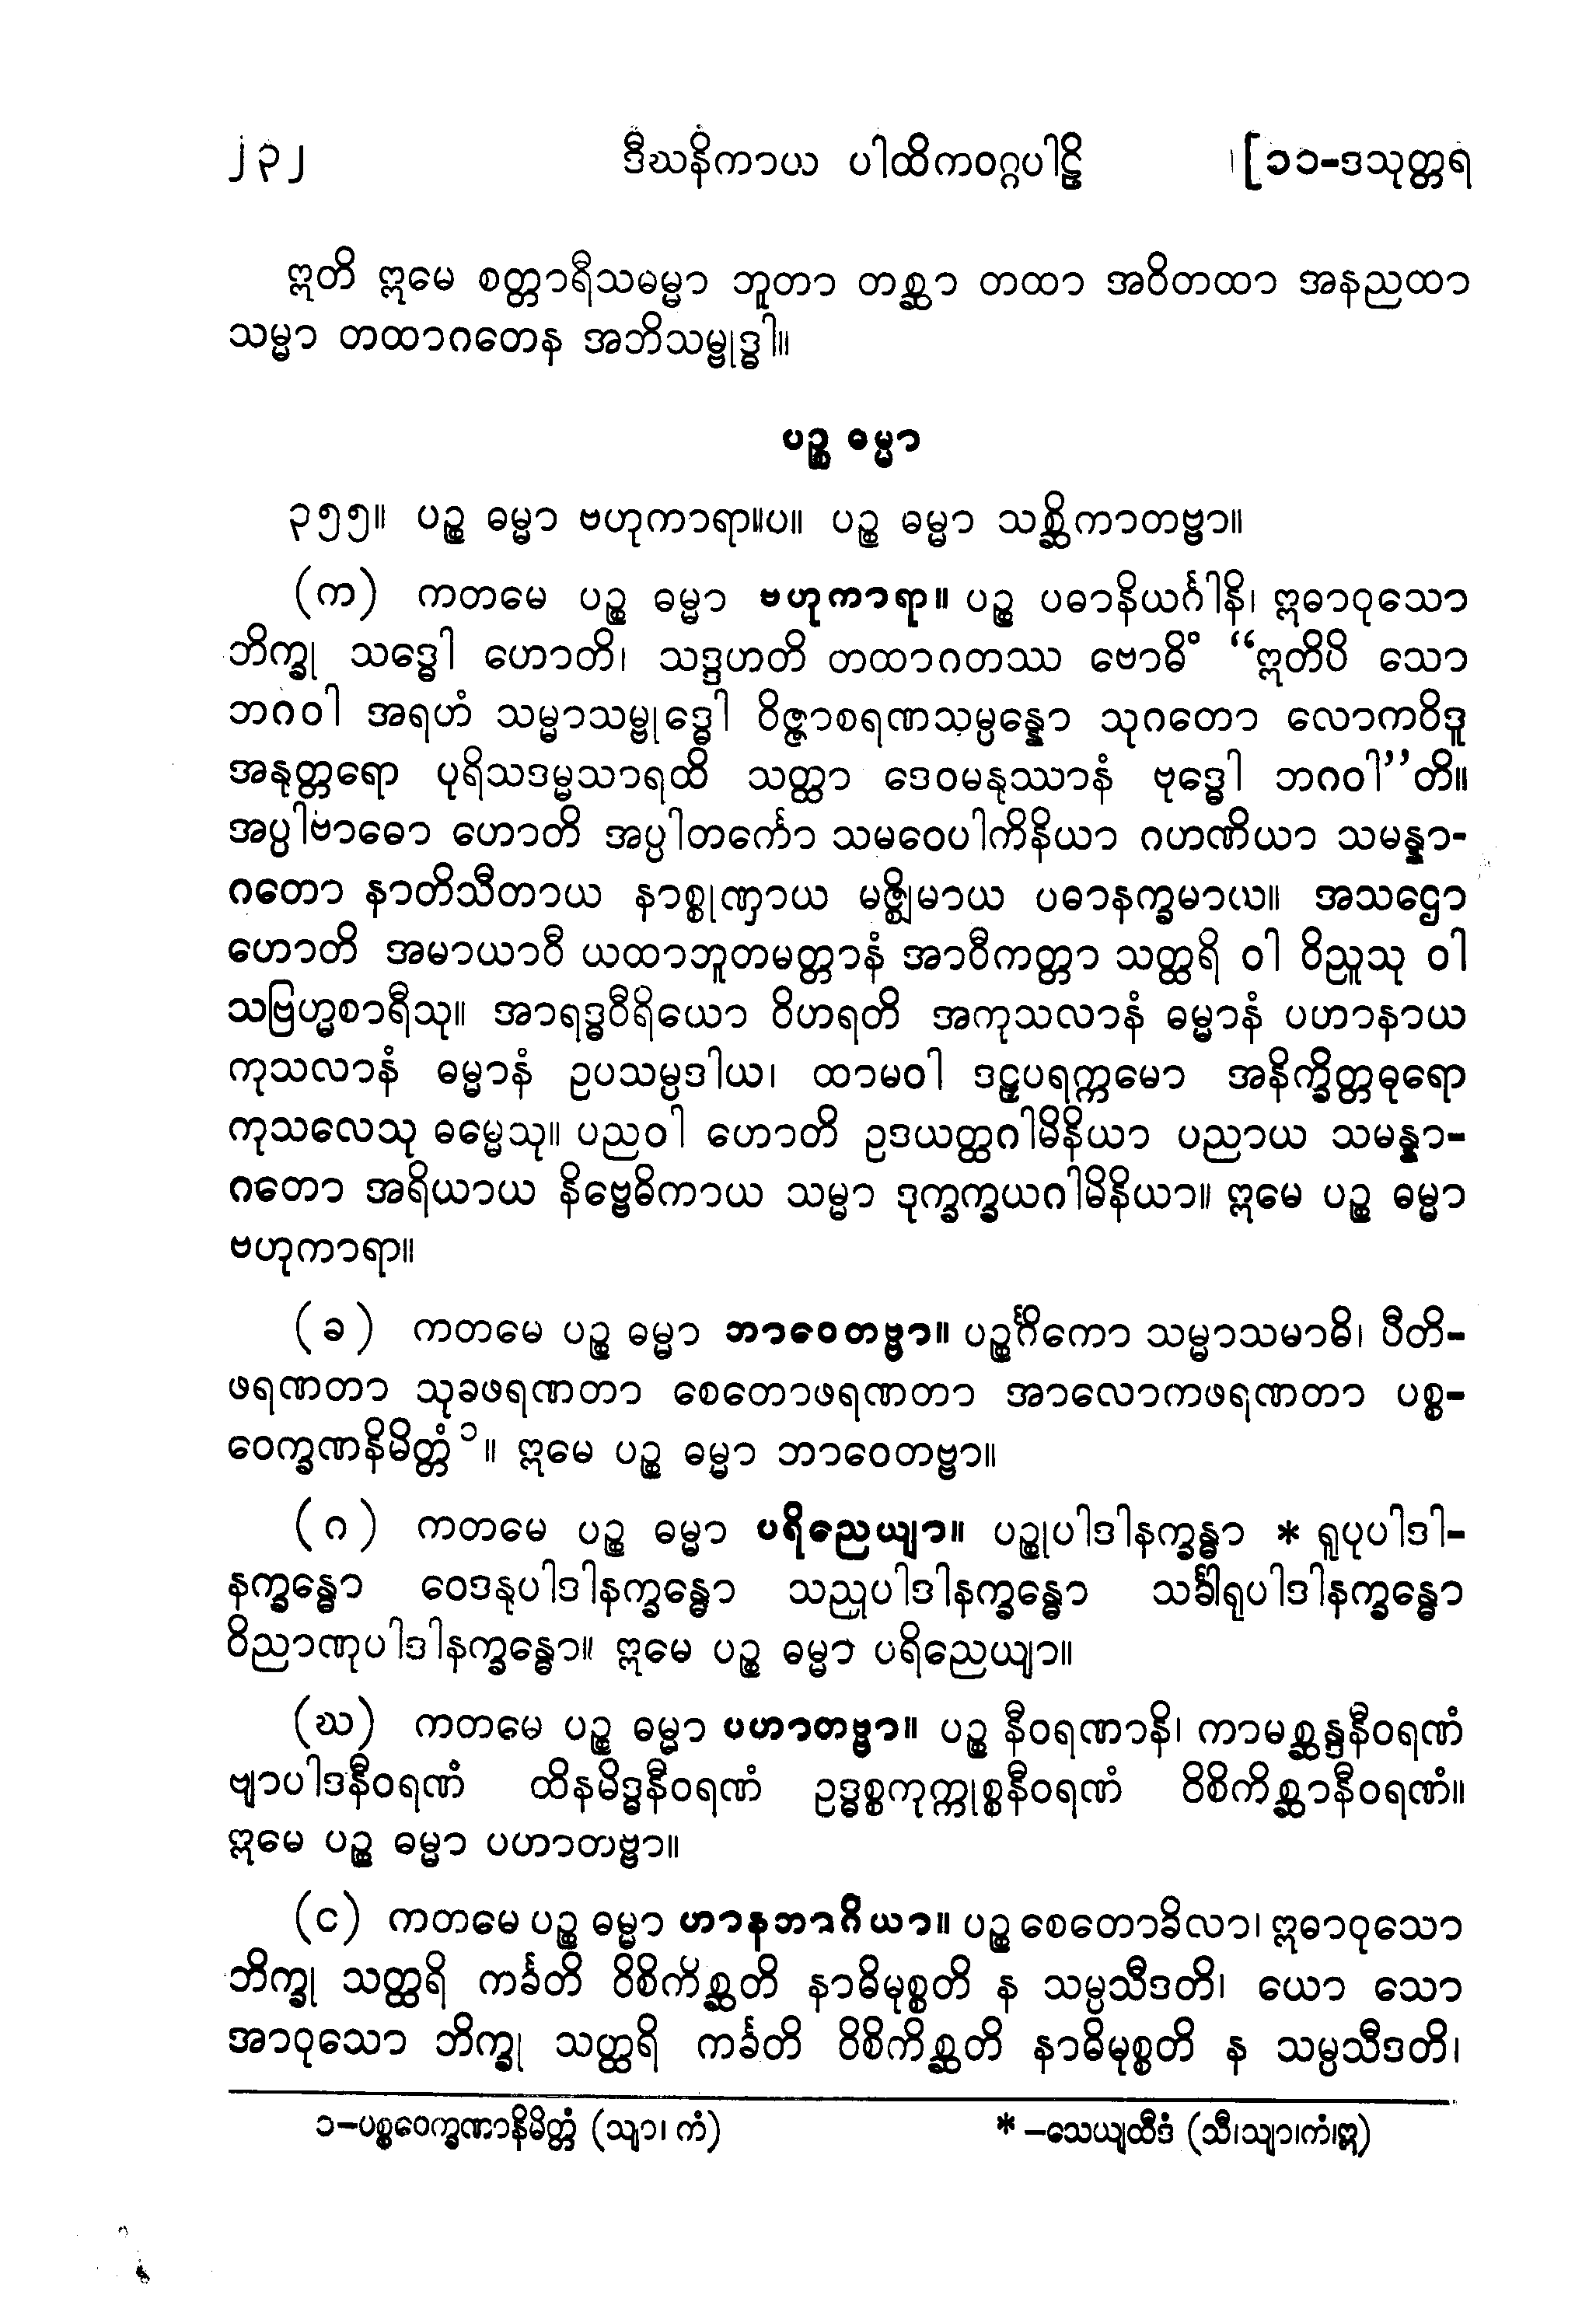 ၂၃၂ ဒီဃနိကာယ ပါထိကဝဂ္ဂပါဠိ [၁၁-ဒသုတ္တရ
ဣတိ ဣမေ စတ္တာရီသဓမ္မာ ဘူတာ တစ္ဆာ တထာ အဝိတထာ အနညထာ
သမ္မာ တထာဂတေန အဘိသမ္ဗုဒ္ဓါ။
ပဉ္စ ဓမ္မာ
၃၅၅။ ပဉ္စ ဓမ္မာ ဗဟုကာရာ။ပ။ ပဉ္စ ဓမ္မာ သစ္ဆိကာတဗ္ဗာ။
(က) ကတမေ ပဉ္စ ဓမ္မာ ဗဟုကာရာ။ ပဉ္စ ပဓာနိယင်္ဂါနိ၊ ဣဓာဝုသော
ဘိက္ခု သဒ္ဓေါ ဟောတိ၊ သဒ္ဒဟတိ တထာဂတဿ ဗောဓိံ “ဣတိပိ သော
ဘဂဝါ အရဟံ သမ္မာသမ္ဗုဒ္ဓေါ ဝိဇ္ဇာစရဏသမ္ပန္နော သုဂတော လောကဝိဒူ
အနုတ္တရော ပုရိသဒမ္မသာရထိ သတ္ထာ ဒေဝမနုဿာနံ ဗုဒ္ဓေါ ဘဂဝါ”တိ။
အပ္ပါဗာဓော ဟောတိ အပ္ပါတင်္ကော သမဝေပါကိနိယာ ဂဟဏိယာ သမန္နာ-
ဂတော နာတိသီတာယ နာစ္စုဏှာယ မဇ္ဈိမာယ ပဓာနက္ခမာယ။ အသဌော
ဟောတိ အမာယာဝီ ယထာဘူတမတ္တာနံ အာဝီကတ္တာ သတ္ထရိ ဝါ ဝိညူသု ဝါ
သဗြဟ္မစာရီသု။ အာရဒ္ဓဝီရိယော ဝိဟရတိ အကုသလာနံ ဓမ္မာနံ ပဟာနာယ
ကုသလာနံ ဓမ္မာနံ ဥပသမ္ပဒါယ၊ ထာမဝါ ဒဠှပရက္ကမော အနိက္ခိတ္တဓုရော
ကုသလေသု ဓမ္မေသု။ ပညဝါ ဟောတိ ဥဒယတ္ထဂါမိနိယာ ပညာယ သမန္နာ-
ဂတော အရိယာယ နိဗ္ဗေဓိကာယ သမ္မာ ဒုက္ခက္ခယဂါမိနိယာ။ ဣမေ ပဉ္စ ဓမ္မာ
ဗဟုကာရာ။
(ခ) ကတမေ ပဉ္စ ဓမ္မာ ဘာဝေတဗ္ဗာ။ ပဉ္စင်္ဂိကော သမ္မာသမာဓိ၊ ပီတိ-
ဖရဏတာ သုခဖရဏတာ စေတောဖရဏတာ အာလောကဖရဏတာ ပစ္စ-
ဝေက္ခဏနိမိတ္တံ ၁။ ဣမေ ပဉ္စ ဓမ္မာ ဘာဝေတဗ္ဗာ။
(ဂ) ကတမေ ပဉ္စ ဓမ္မာ ပရိညေယျာ။ ပဉ္စုပါဒါနက္ခန္ဓာ * ရူပုပါဒါ-
နက္ခန္ဓော ဝေဒနုပါဒါနက္ခန္ဓော သညုပါဒါနက္ခန္ဓော သင်္ခါရုပါဒါနက္ခန္ဓော
ဝိညာဏုပါဒါနက္ခန္ဓော။ ဣမေ ပဉ္စ ဓမ္မာ ပရိညေယျာ။
(ဃ) ကတမေ ပဉ္စ ဓမ္မာ ပဟာတဗ္ဗာ။ ပဉ္စ နီဝရဏာနိ၊ ကာမစ္ဆန္ဒနီဝရဏံ
ဗျာပါဒနီဝရဏံ ထိနမိဒ္ဓနီဝရဏံ ဥဒ္ဓစ္စကုက္ကုစ္စနီဝရဏံ ဝိစိကိစ္ဆာနီဝရဏံ။
ဣမေ ပဉ္စ ဓမ္မာ ပဟာတဗ္ဗာ။
(င) ကတမေ ပဉ္စ ဓမ္မာ ဟာနဘာဂိယာ။ ပဉ္စ စေတောခိလာ၊ ဣဓာဝုသော
ဘိက္ခု သတ္ထရိ ကင်္ခတိ ဝိစိကိစ္ဆတိ နာဓိမုစ္စတိ န သမ္ပသီဒတိ၊ ယော သော
အာဝုသော ဘိက္ခု သတ္ထရိ ကင်္ခတိ ဝိစိကိစ္ဆတိ နာဓိမုစ္စတိ န သမ္ပသီဒတိ၊
၁-ပစ္စဝေက္ခဏာနိမိတ္တံ (သျာ၊ ကံ) * -သေယျထိဒံ (သီ၊သျာ၊ကံ၊ဣ)